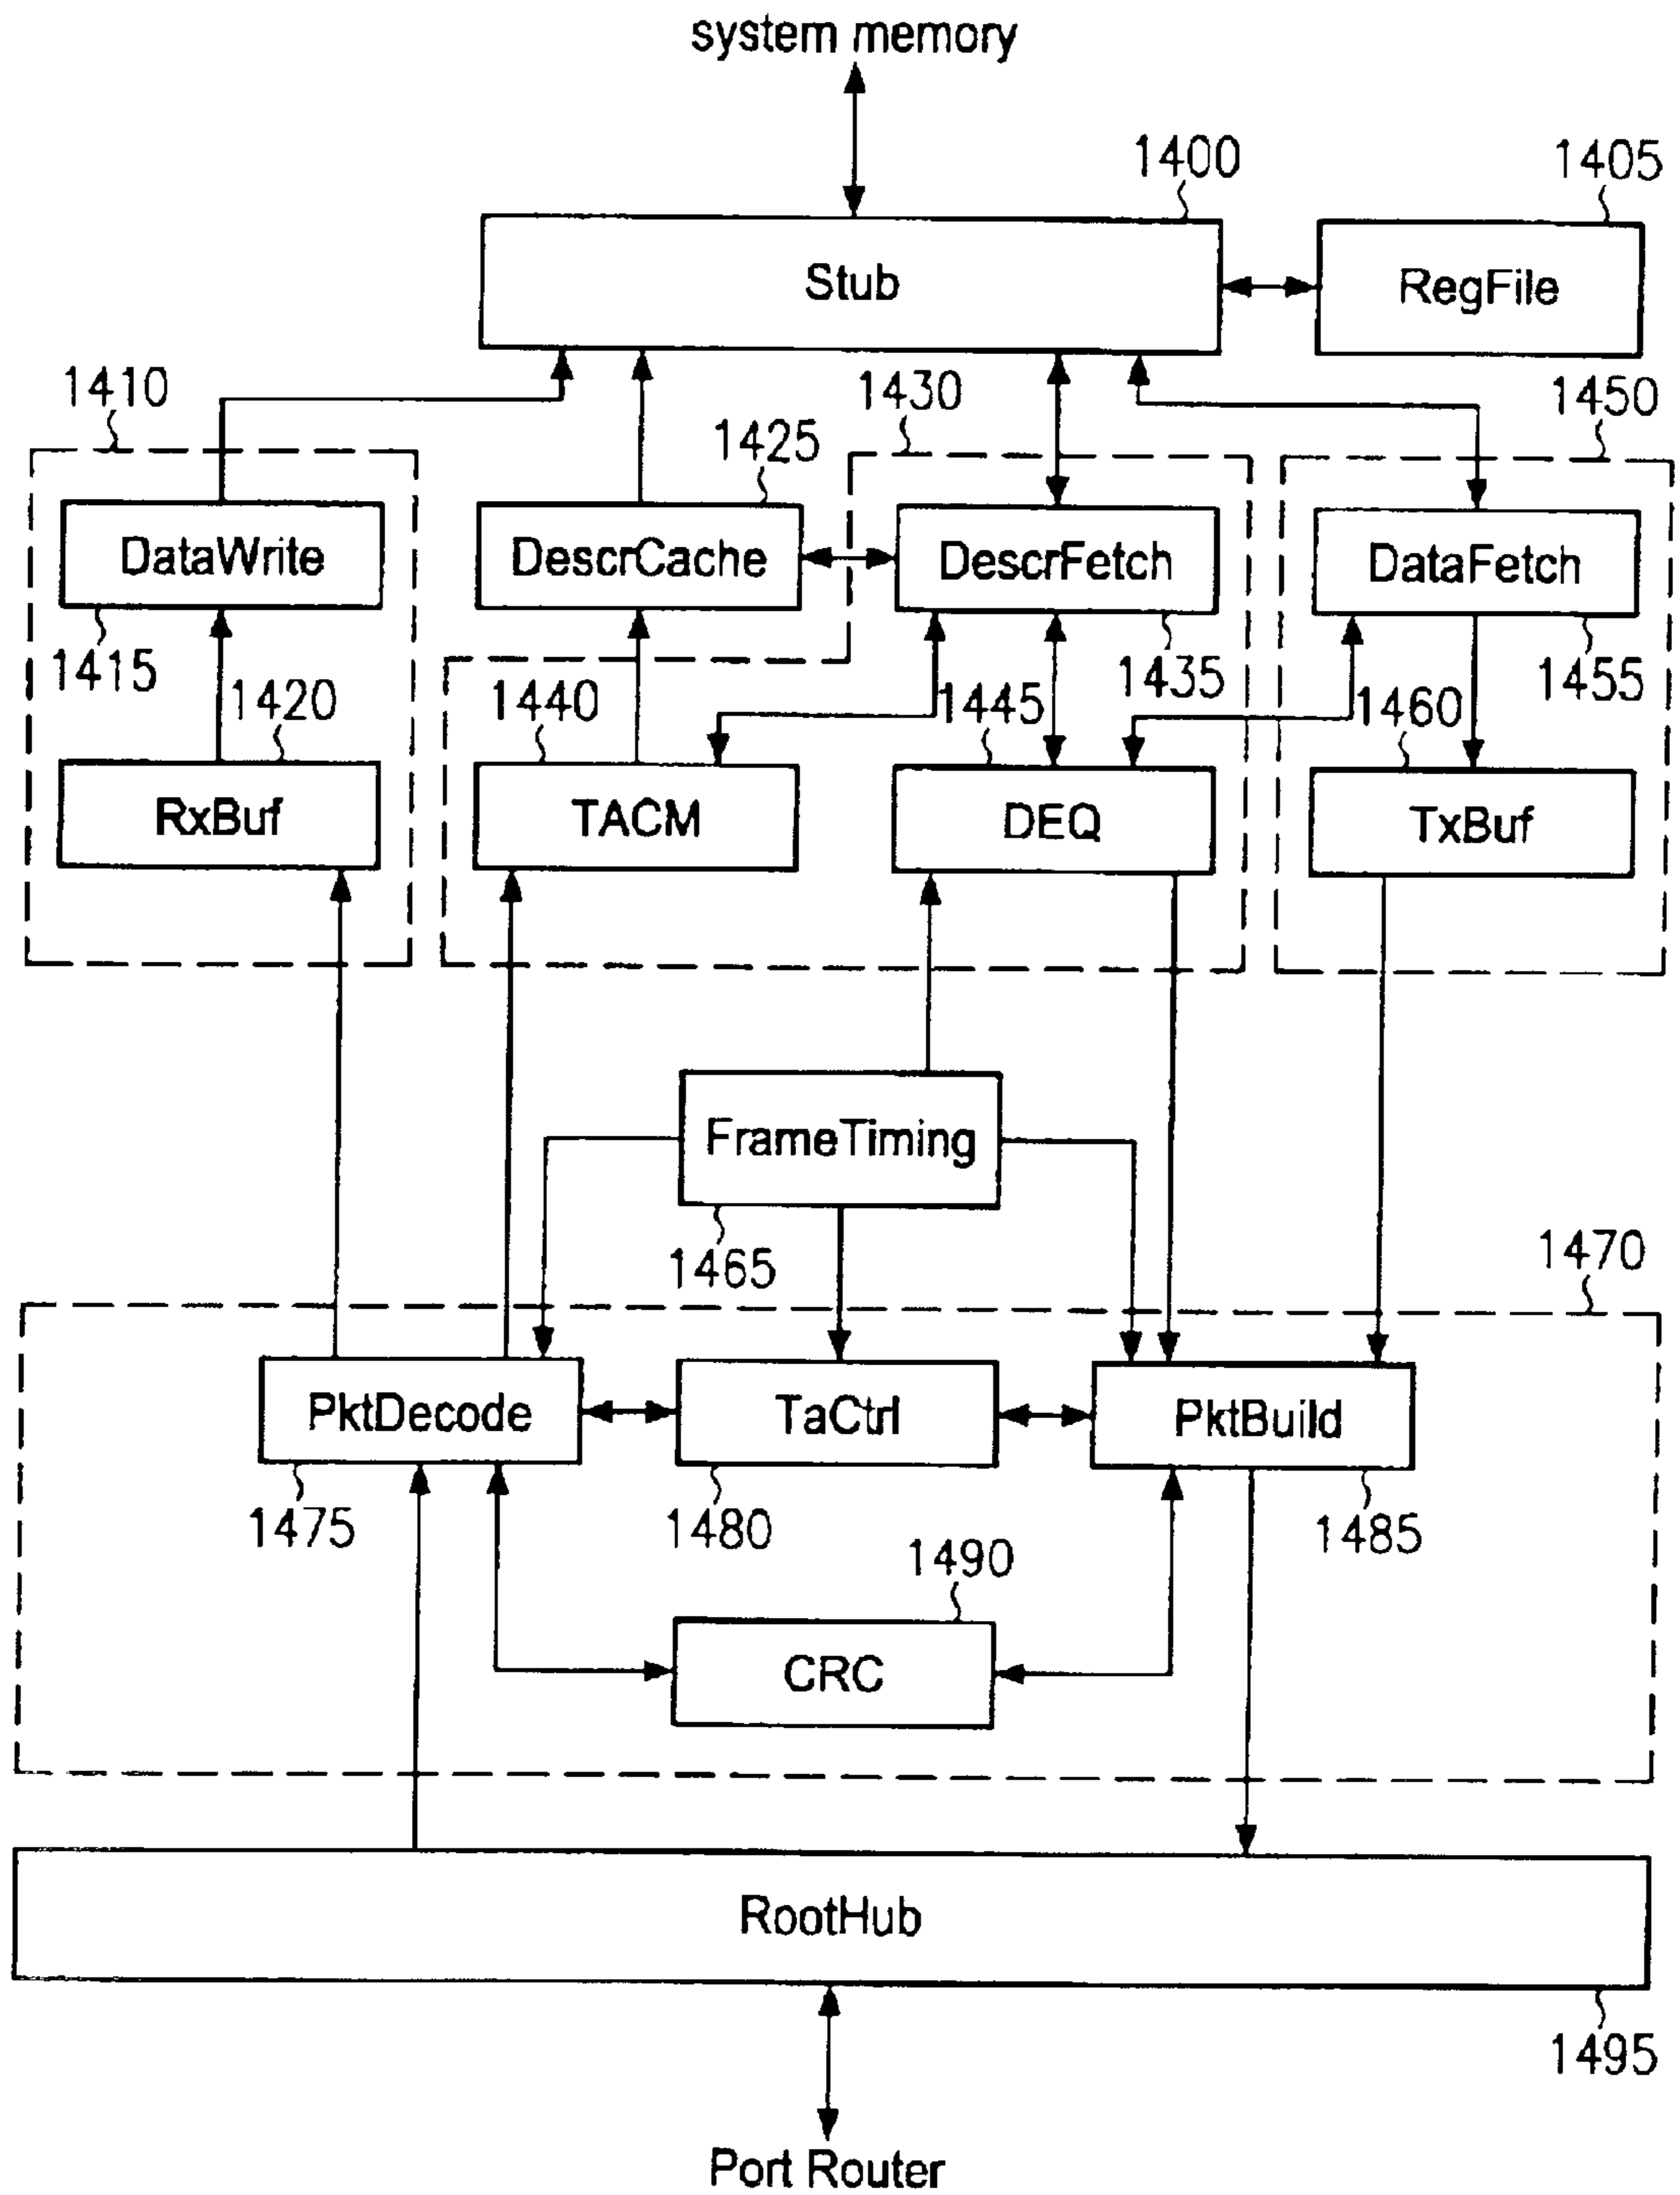 system memory
1400
1405
Stub
RegFile
1410
1430
1450
1425
DataWrite
DescrCache
DescrFetch
DataFetch
1415
1435
1455
1420
1440
1445
1460
RxBuf
TACM
DEQ
TxBuf
FrameTiming
1465
1470
PktDecode
TaCtrl
PktBuild
1475
1480
1485
1490
CRC
RootHub
1495
Port Router